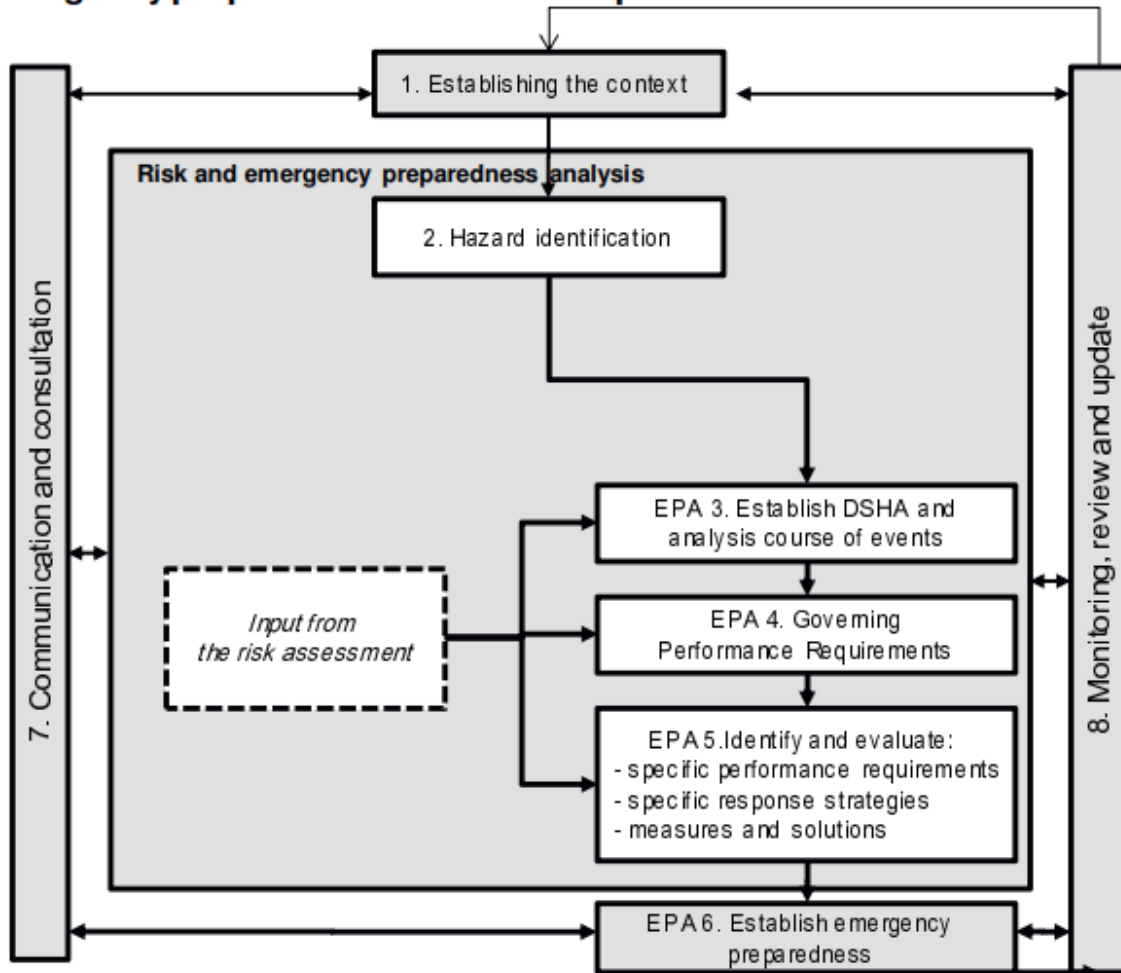 1. Establishing the context
Risk and emergency preparedness analysis
2. Hazard identification
EPA 3. Establish DSHA and
analysis course of events
Input from
the risk assessment
EPA 4. Governing
Performance Requirements
EPA 5.Identify and evaluate:
- specific performance requirements
- specific response strategies
- measures and solutions
EPA 6. Establish emergency
preparedness
7. Communication and consultation
8. Monitoring, review and update